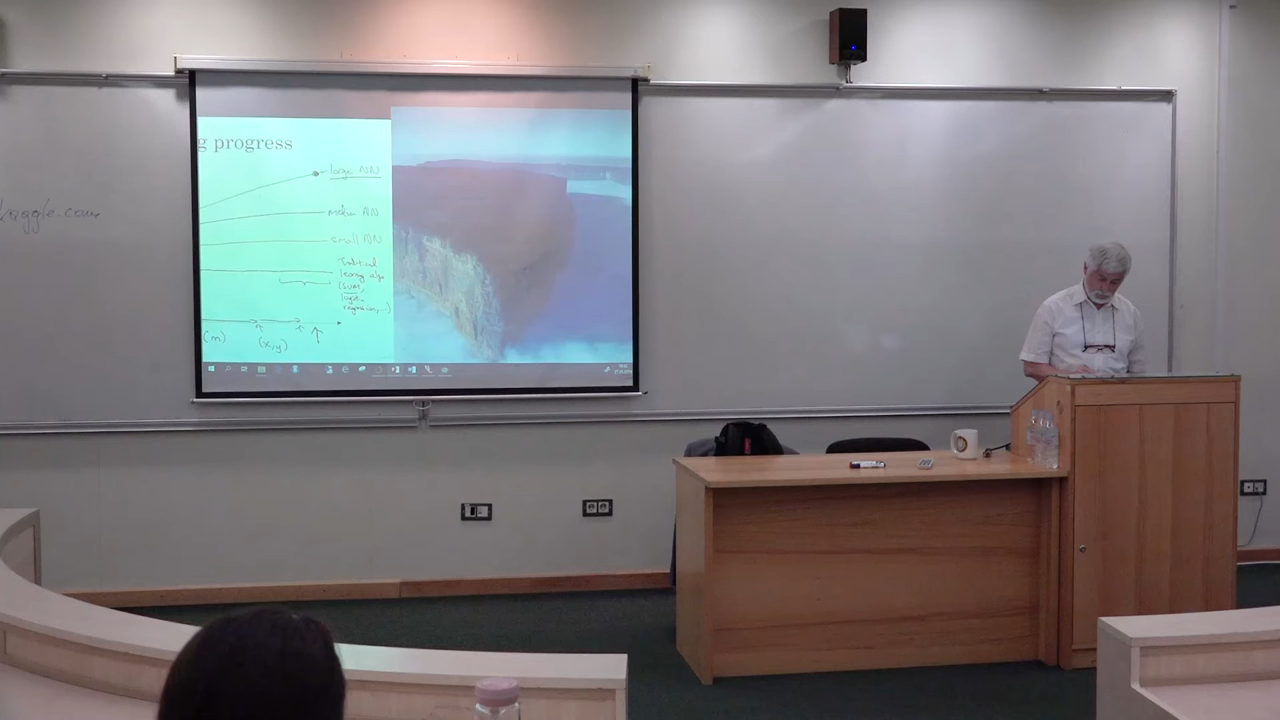 kaggle.com
g progress
large NN
medium NN
small NN
Traditional
learning algo
(SVM,
logistic
regression,...)
(m)
(x,y)